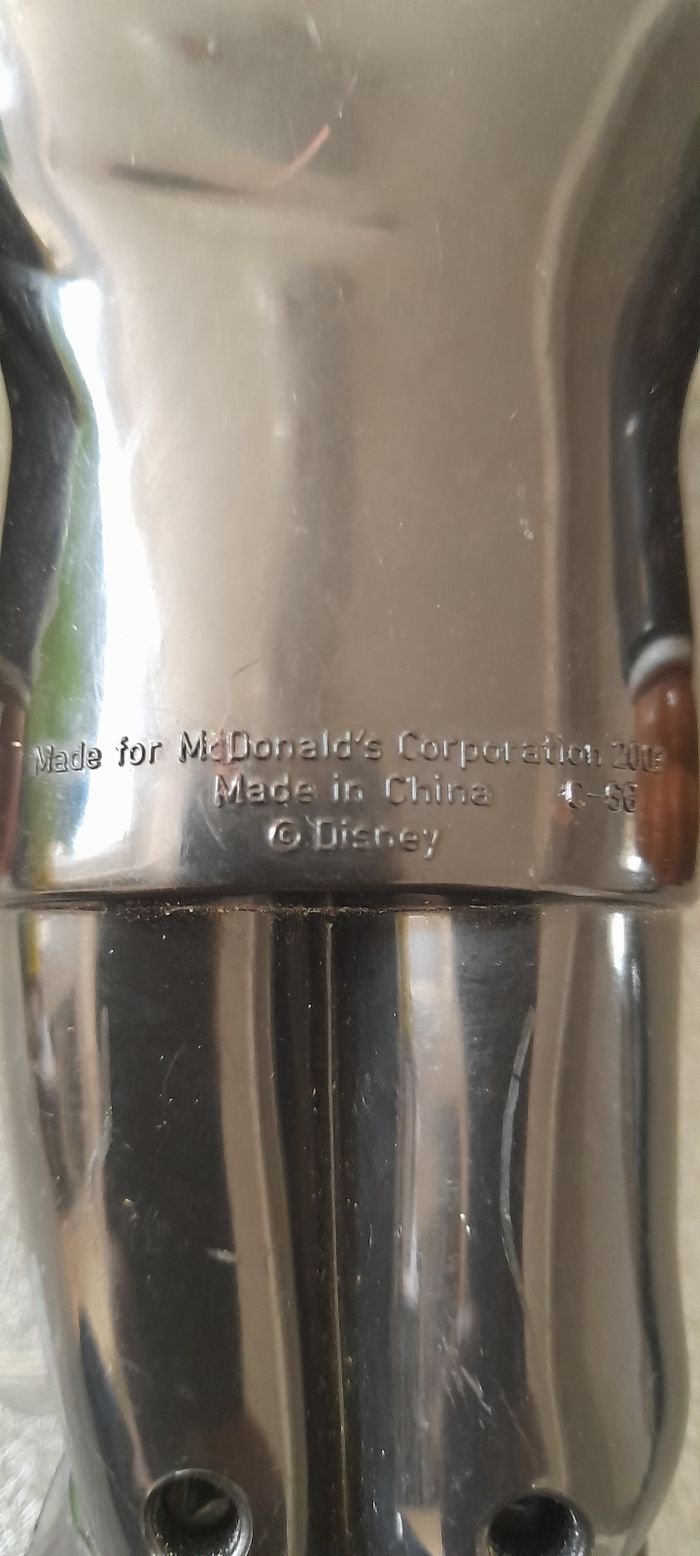 Made for McDonald's Corporation
Made in China
© Disney